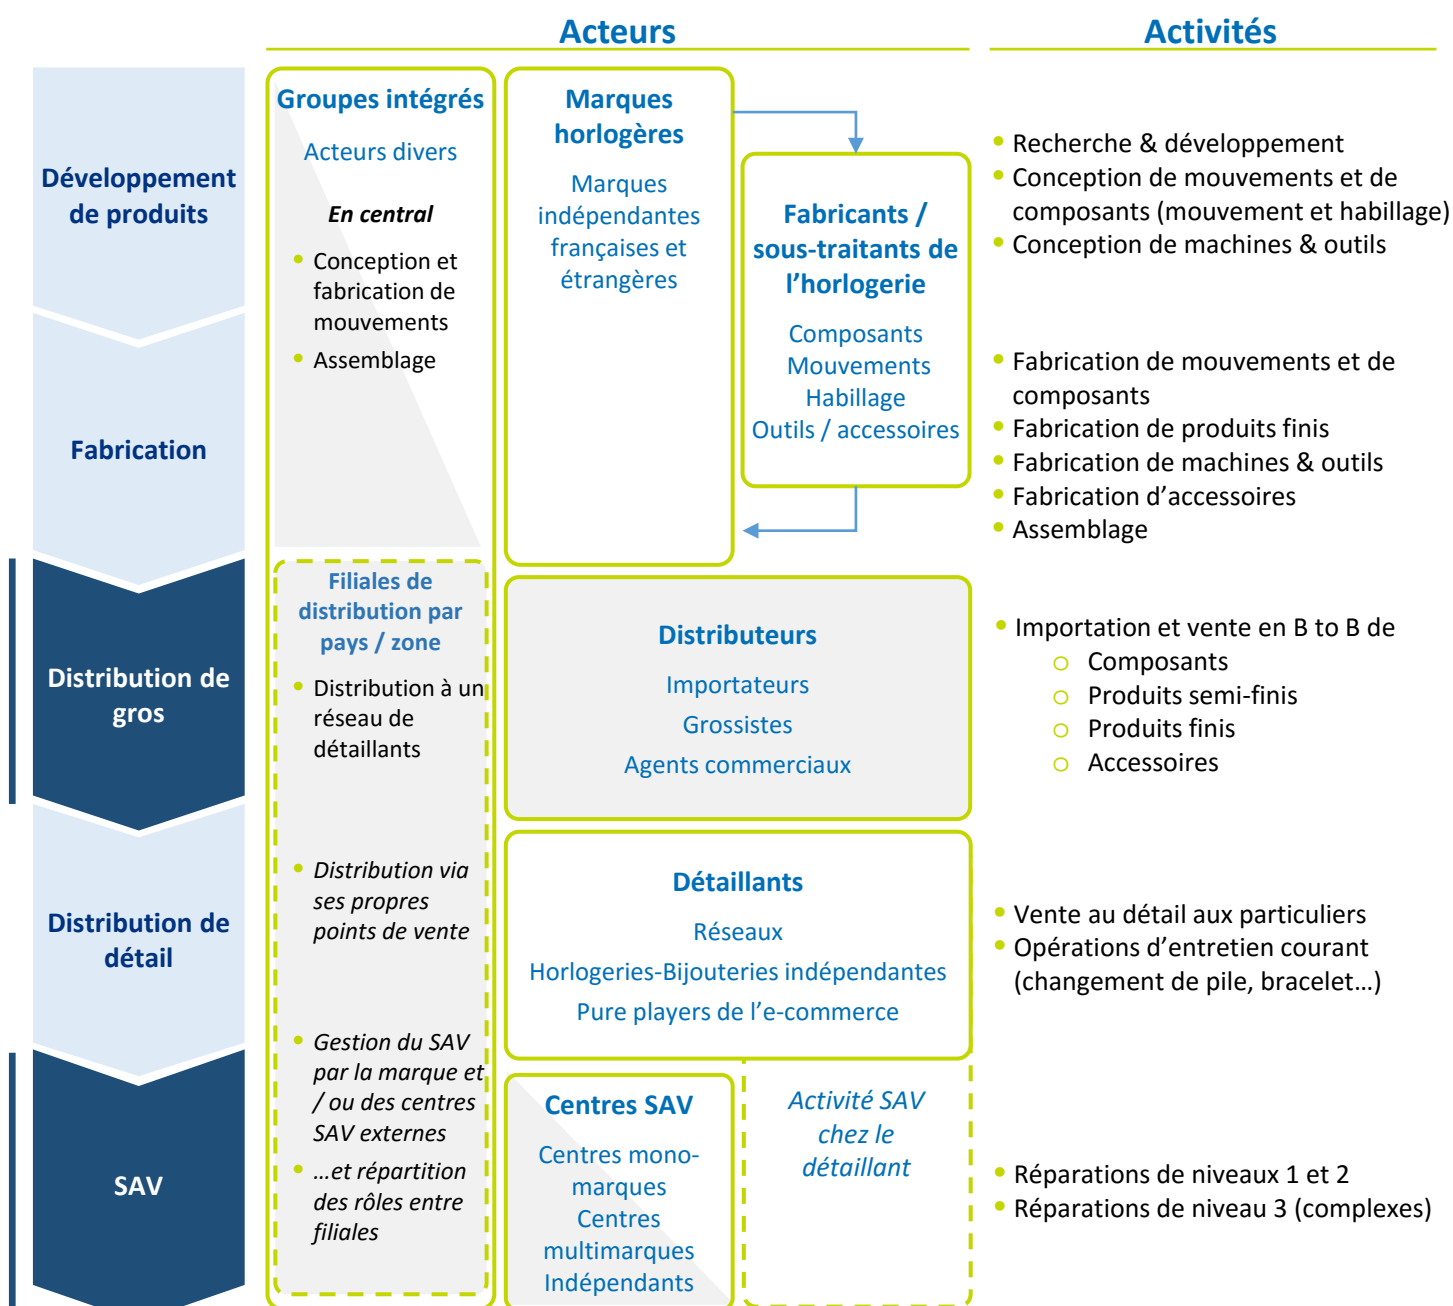 Acteurs
Activités
Développement
de produits
Fabrication
Distribution de
gros
Distribution de
détail
SAV
Groupes intégrés
Acteurs divers
En central
• Conception et
fabrication de
mouvements
• Assemblage
Filiales de
distribution par
pays / zone
• Distribution à un
réseau de
détaillants
• Distribution via
ses propres
points de vente
• Gestion du SAV
par la marque et
/ ou des centres
SAV externes
• …et répartition
des rôles entre
filiales
Marques
horlogères
Marques
indépendantes
françaises et
étrangères
Fabricants /
sous-traitants de
l’horlogerie
Composants
Mouvements
Habillage
Outils / accessoires
Distributeurs
Importateurs
Grossistes
Agents commerciaux
Détaillants
Réseaux
Horlogeries-Bijouteries indépendantes
Pure players de l’e-commerce
Centres SAV
Centres mono-
marques
Centres
multimarques
Indépendants
Activité SAV
chez le
détaillant
• Recherche & développement
• Conception de mouvements et de
composants (mouvement et habillage)
• Conception de machines & outils
• Fabrication de mouvements et de
composants
• Fabrication de produits finis
• Fabrication de machines & outils
• Fabrication d’accessoires
• Assemblage
• Importation et vente en B to B de
o Composants
o Produits semi-finis
o Produits finis
o Accessoires
• Vente au détail aux particuliers
• Opérations d’entretien courant
(changement de pile, bracelet…)
• Réparations de niveaux 1 et 2
• Réparations de niveau 3 (complexes)